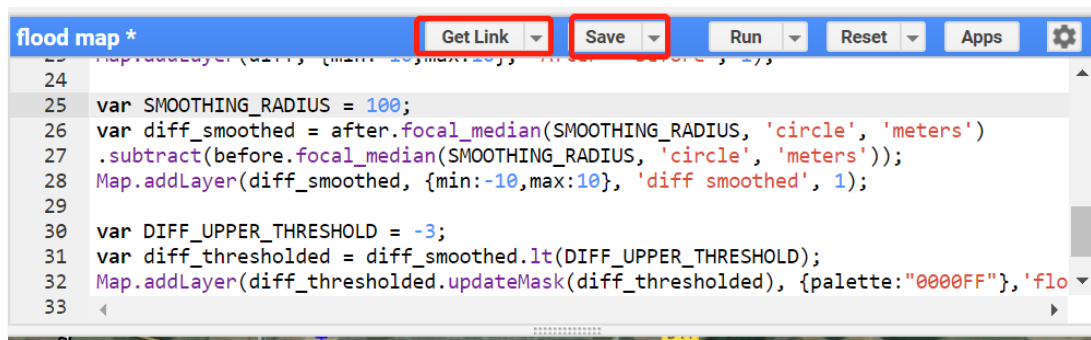 flood map *
Get Link
Save
Run
Reset
Apps
24
25 var SMOOTHING_RADIUS = 100;
26 var diff_smoothed = after.focal_median(SMOOTHING_RADIUS, 'circle', 'meters')
27 .subtract(before.focal_median(SMOOTHING_RADIUS, 'circle', 'meters'));
28 Map.addLayer(diff_smoothed, {min:-10,max:10}, 'diff smoothed', 1);
29
30 var DIFF_UPPER_THRESHOLD = -3;
31 var diff_thresholded = diff_smoothed.lt(DIFF_UPPER_THRESHOLD);
32 Map.addLayer(diff_thresholded.updateMask(diff_thresholded), {palette:"0000FF"},'flo
33